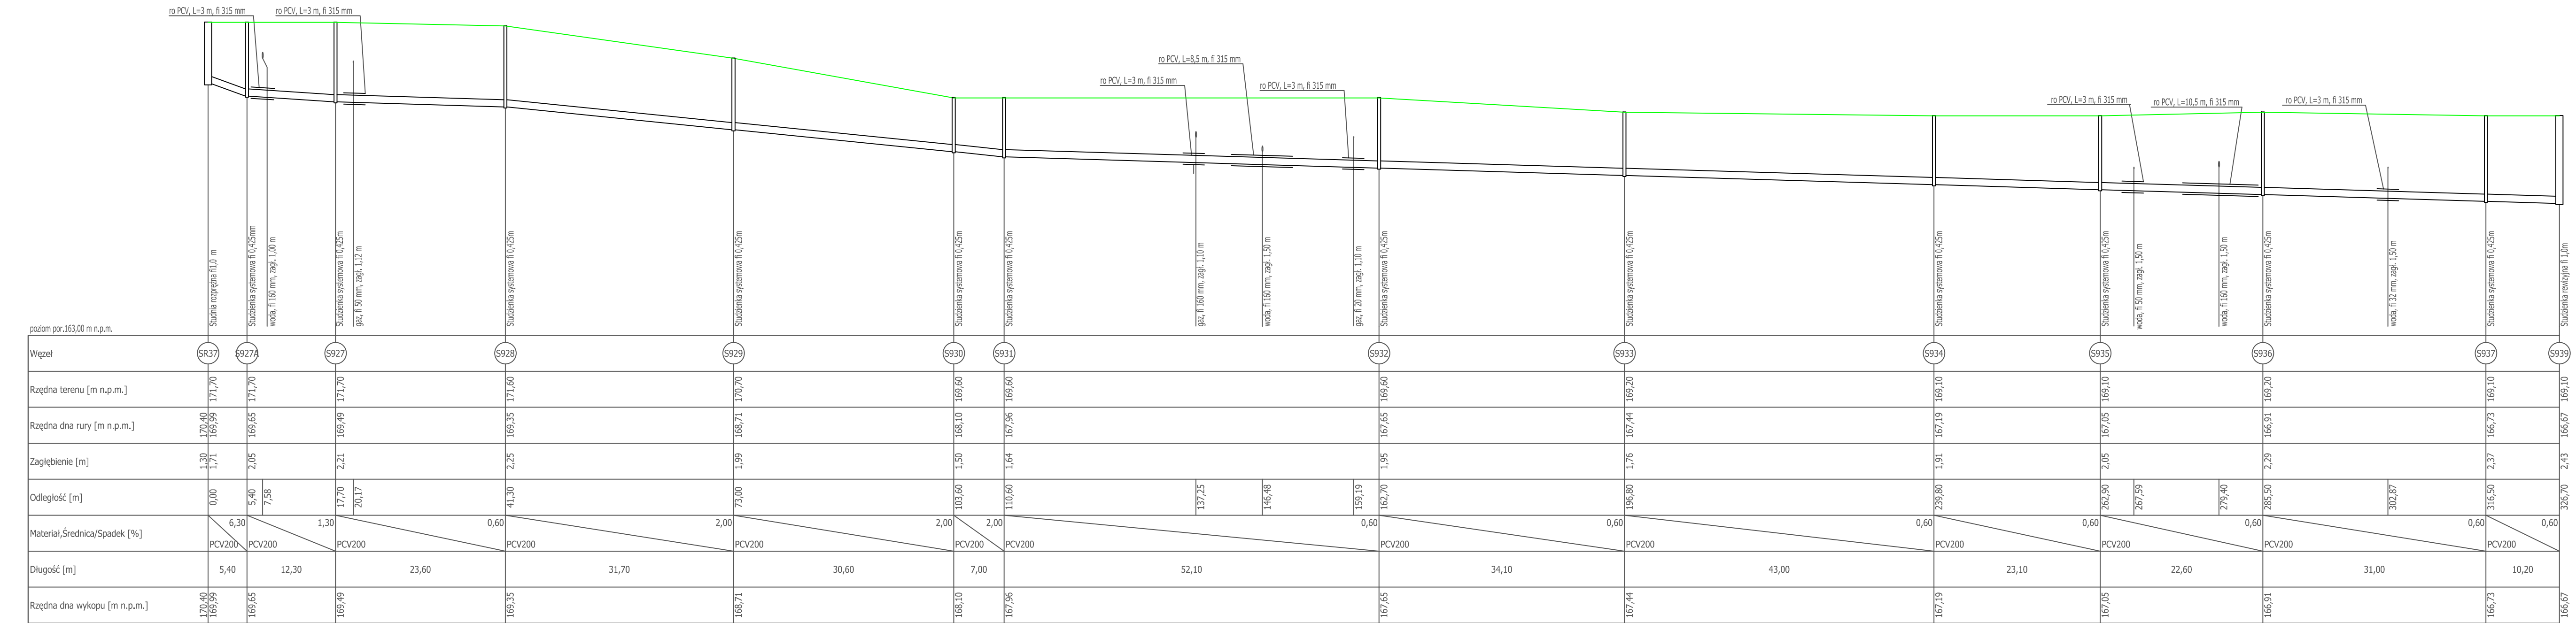 ro PCV, L=3 m, fi 315 mm
ro PCV, L=3 m, fi 315 mm
ro PCV, L=3 m, fi 315 mm
ro PCV, L=8,5 m, fi 315 mm
ro PCV, L=3 m, fi 315 mm
ro PCV, L=3 m, fi 315 mm
ro PCV, L=10,5 m, fi 315 mm
ro PCV, L=3 m, fi 315 mm
Studnia rozprężna fi1,0 m
Studzienka systemowa fi 0,425mm
woda, fi 160 mm, zagł. 1,00 m
Studzienka systemowa fi 0,425m
gaz, fi 50 mm, zagł. 1,12 m
Studzienka systemowa fi 0,425m
Studzienka systemowa fi 0,425m
Studzienka systemowa fi 0,425m
Studzienka systemowa fi 0,425m
gaz, fi 160 mm, zagł. 1,10 m
woda, fi 160 mm, zagł. 1,50 m
gaz, fi 20 mm, zagł. 1,10 m
Studzienka systemowa fi 0,425m
Studzienka systemowa fi 0,425m
Studzienka systemowa fi 0,425m
Studzienka systemowa fi 0,425m
woda, fi 50 mm, zagł. 1,50 m
woda, fi 160 mm, zagł. 1,50 m
Studzienka systemowa fi 0,425m
woda, fi 32 mm, zagł. 1,50 m
Studzienka systemowa fi 0,425m
Studzienka rewizyjna fi 1,0m
poziom por.163,00 m n.p.m.
Węzeł SR37 S927A S927 S928 S929 S930 S931 S932 S933 S934 S935 S936 S937 S939
Rzędna terenu [m n.p.m.] 171,70 171,70 171,70 171,60 170,70 169,60 169,60 169,60 169,20 169,10 169,10 169,20 169,10 169,10
Rzędna dna rury [m n.p.m.] 170,40 169,99 169,65 169,49 169,35 168,71 168,10 167,96 167,65 167,44 167,19 167,05 166,91 166,73 166,67
Zagłębienie [m] 1,30 1,71 2,05 2,21 2,25 1,99 1,50 1,64 1,95 1,76 1,91 2,05 2,29 2,37 2,43
Odległość [m] 0,00 5,40 7,58 17,70 20,17 41,30 73,00 103,60 110,60 137,25 146,48 159,19 162,70 196,80 239,80 262,90 267,59 279,40 285,50 302,87 316,50 326,70
6,30 1,30 0,60 2,00 2,00 2,00 0,60 0,60 0,60 0,60 0,60 0,60 0,60
Materiał,Średnica/Spadek [%]
PCV200 PCV200 PCV200 PCV200 PCV200 PCV200 PCV200 PCV200 PCV200 PCV200 PCV200 PCV200 PCV200
Długość [m] 5,40 12,30 23,60 31,70 30,60 7,00 52,10 34,10 43,00 23,10 22,60 31,00 10,20
Rzędna dna wykopu [m n.p.m.] 170,40 169,99 169,65 169,49 169,35 168,71 168,10 167,96 167,65 167,44 167,19 167,05 166,91 166,73 166,67